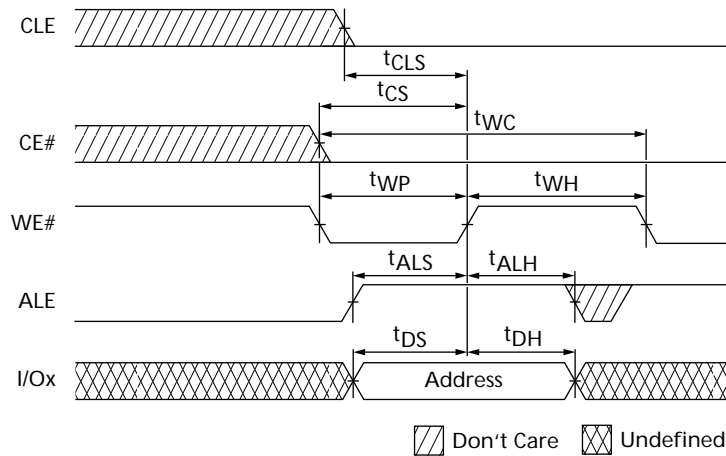 CLE
tCLS
tCS
tWC
CE#
tWP
tWH
WE#
tALS
tALH
ALE
tDS
tDH
I/Ox
Address
Don't Care
Undefined